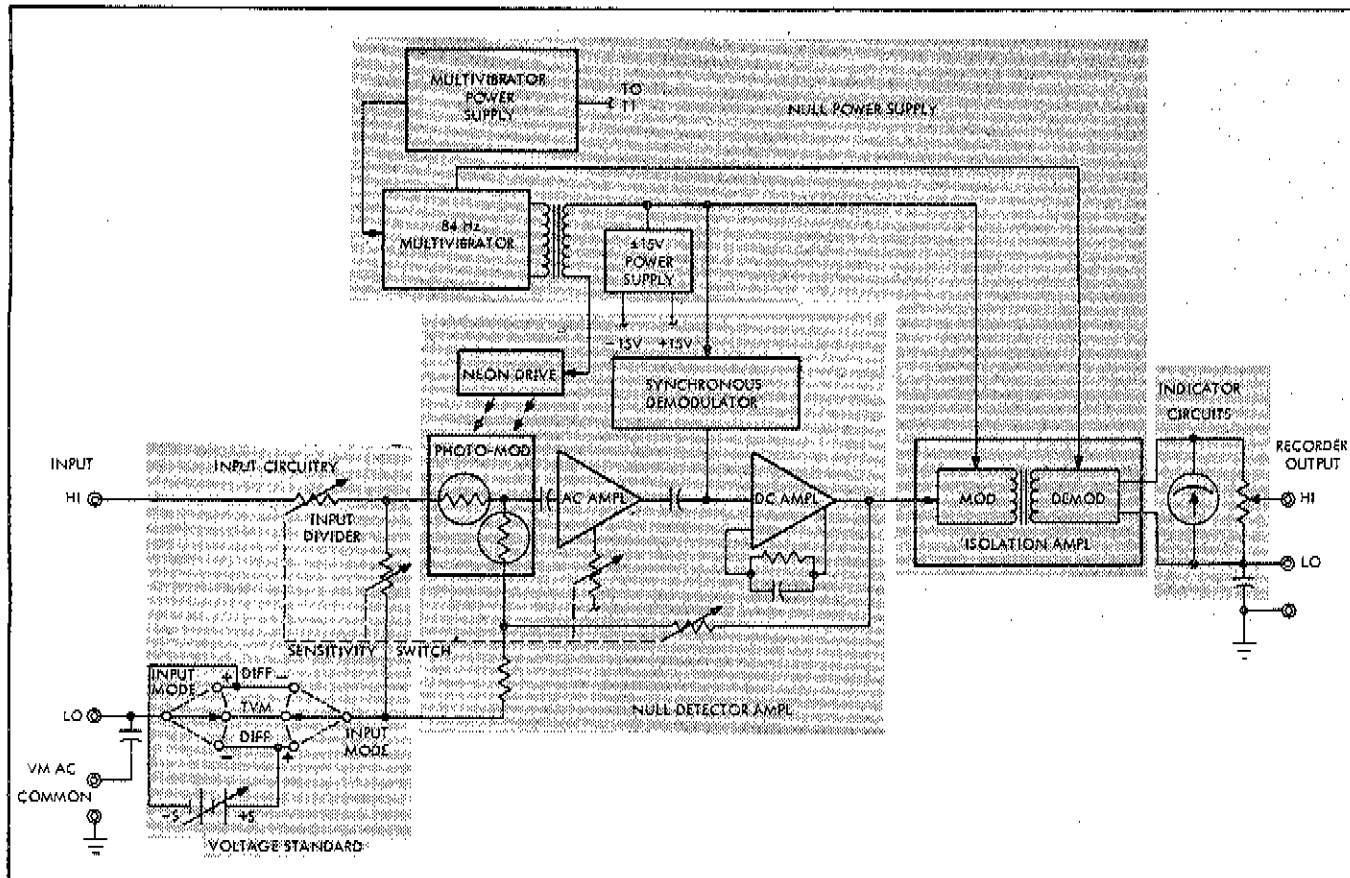 MULTIVIBRATOR
POWER
SUPPLY
TO
T1
NULL POWER SUPPLY
84 Hz
MULTIVIBRATOR
±15V
POWER
SUPPLY
-15V +15V
NEON DRIVE
SYNCHRONOUS
DEMODULATOR
INDICATOR
CIRCUITS
PHOTO-MOD
INPUT
INPUT CIRCUITRY
RECORDER
OUTPUT
HI
INPUT
DIVIDER
AC AMPL
DC AMPL
MOD
DEMOD
HI
ISOLATION AMPL
LO
SENSITIVITY SWITCH
INPUT
MODE
+ DIFF -
LO
TVM
DIFF
- +
INPUT
MODE
NULL DETECTOR AMPL
VM AC
COMMON
-S +S
VOLTAGE STANDARD